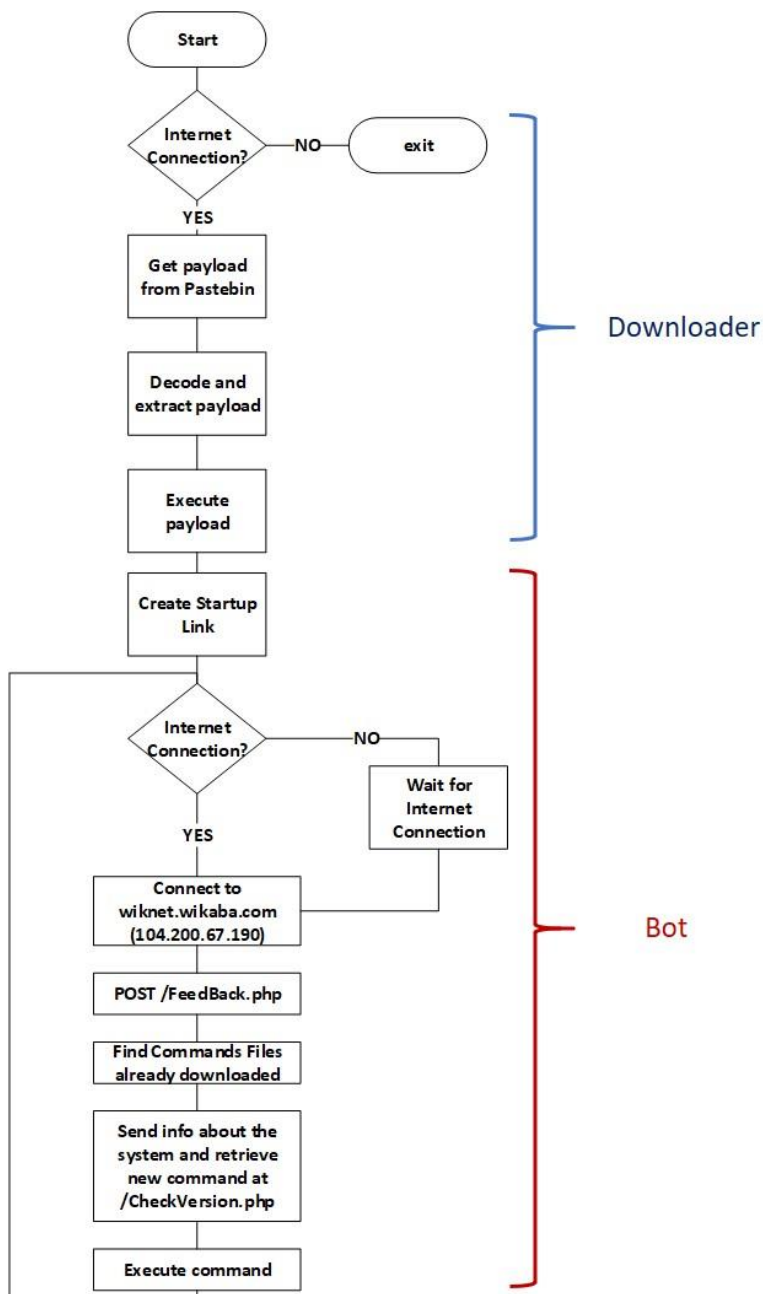 Start
Internet
Connection?
NO
exit
YES
Get payload
from Pastebin
Decode and
extract payload
Execute
payload
Downloader
Create Startup
Link
Internet
Connection?
NO
Wait for
Internet
Connection
YES
Connect to
wiknet.wikaba.com
(104.200.67.190)
POST /FeedBack.php
Find Commands Files
already downloaded
Send info about the
system and retrieve
new command at
/CheckVersion.php
Execute command
Bot